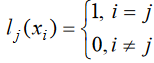 l_j(x_i) = { 1, i = j
0, i ≠ j